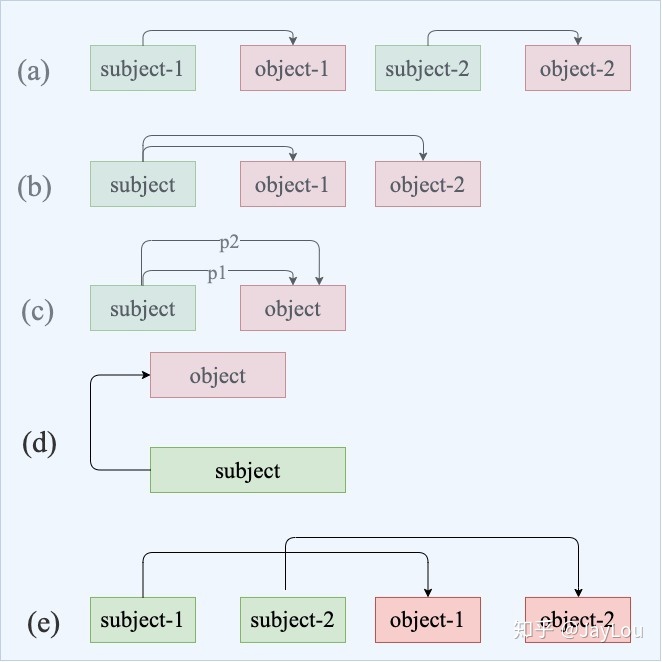 (a) subject-1 object-1 subject-2 object-2
(b) subject object-1 object-2
p2
p1
(c) subject object
object
(d)
subject
(e) subject-1 subject-2 object-1 object-2
知乎 @JayLou